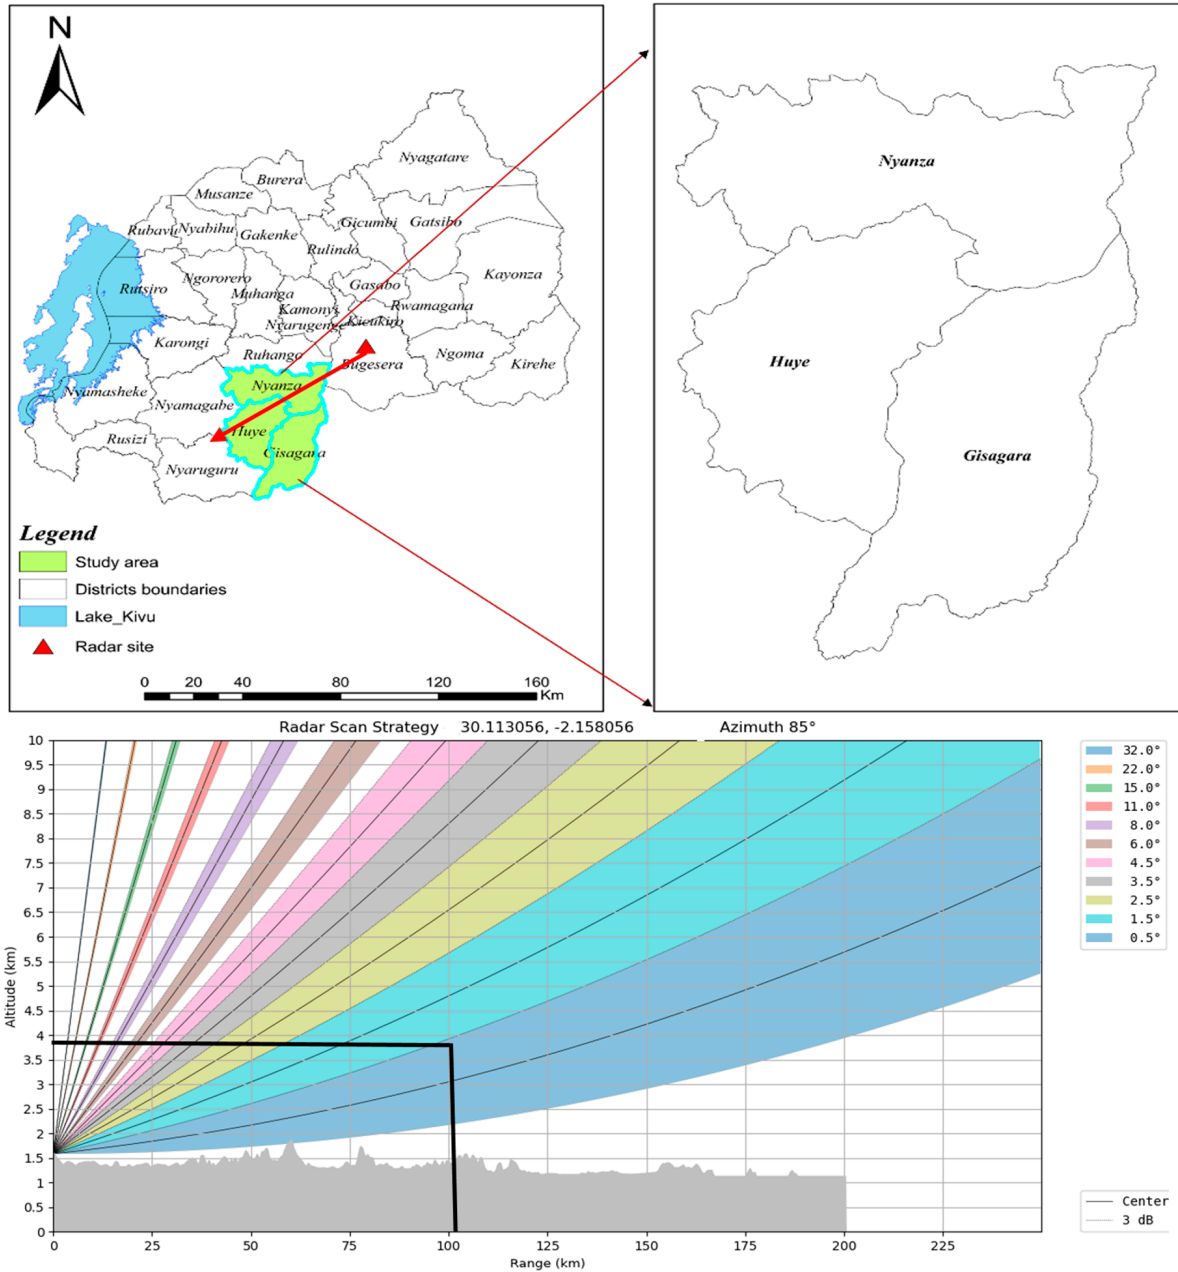 N
Nyagatare
Burera
Musanze
Gicumbi
Gatsibo
Rubavu
Nyabihu
Gakenke
Rulindo
Kayonza
Ngororero
Gasabo
Rutsiro
Muhanga
Rwamagana
Kamonyi
Nyarugenge
Kicukiro
Karongi
Ruhango
Ngoma
Bugesera
Kirehe
Nyamasheke
Nyanza
Nyamagabe
Huye
Rusizi
Gisagara
Nyaruguru
Legend
Study area
Districts boundaries
Lake_Kivu
Radar site
0 20 40 80 120 160 Km
Nyanza
Huye
Gisagara
Radar Scan Strategy 30.113056, -2.158056 Azimuth 85°
10
9.5
9
8.5
8
7.5
7
6.5
6
5.5
5
4.5
4
3.5
3
2.5
2
1.5
1
0.5
0
Altitude (km)
0 25 50 75 100 125 150 175 200 225
Range (km)
32.0°
22.0°
15.0°
11.0°
8.0°
6.0°
4.5°
3.5°
2.5°
1.5°
0.5°
Center
3 dB